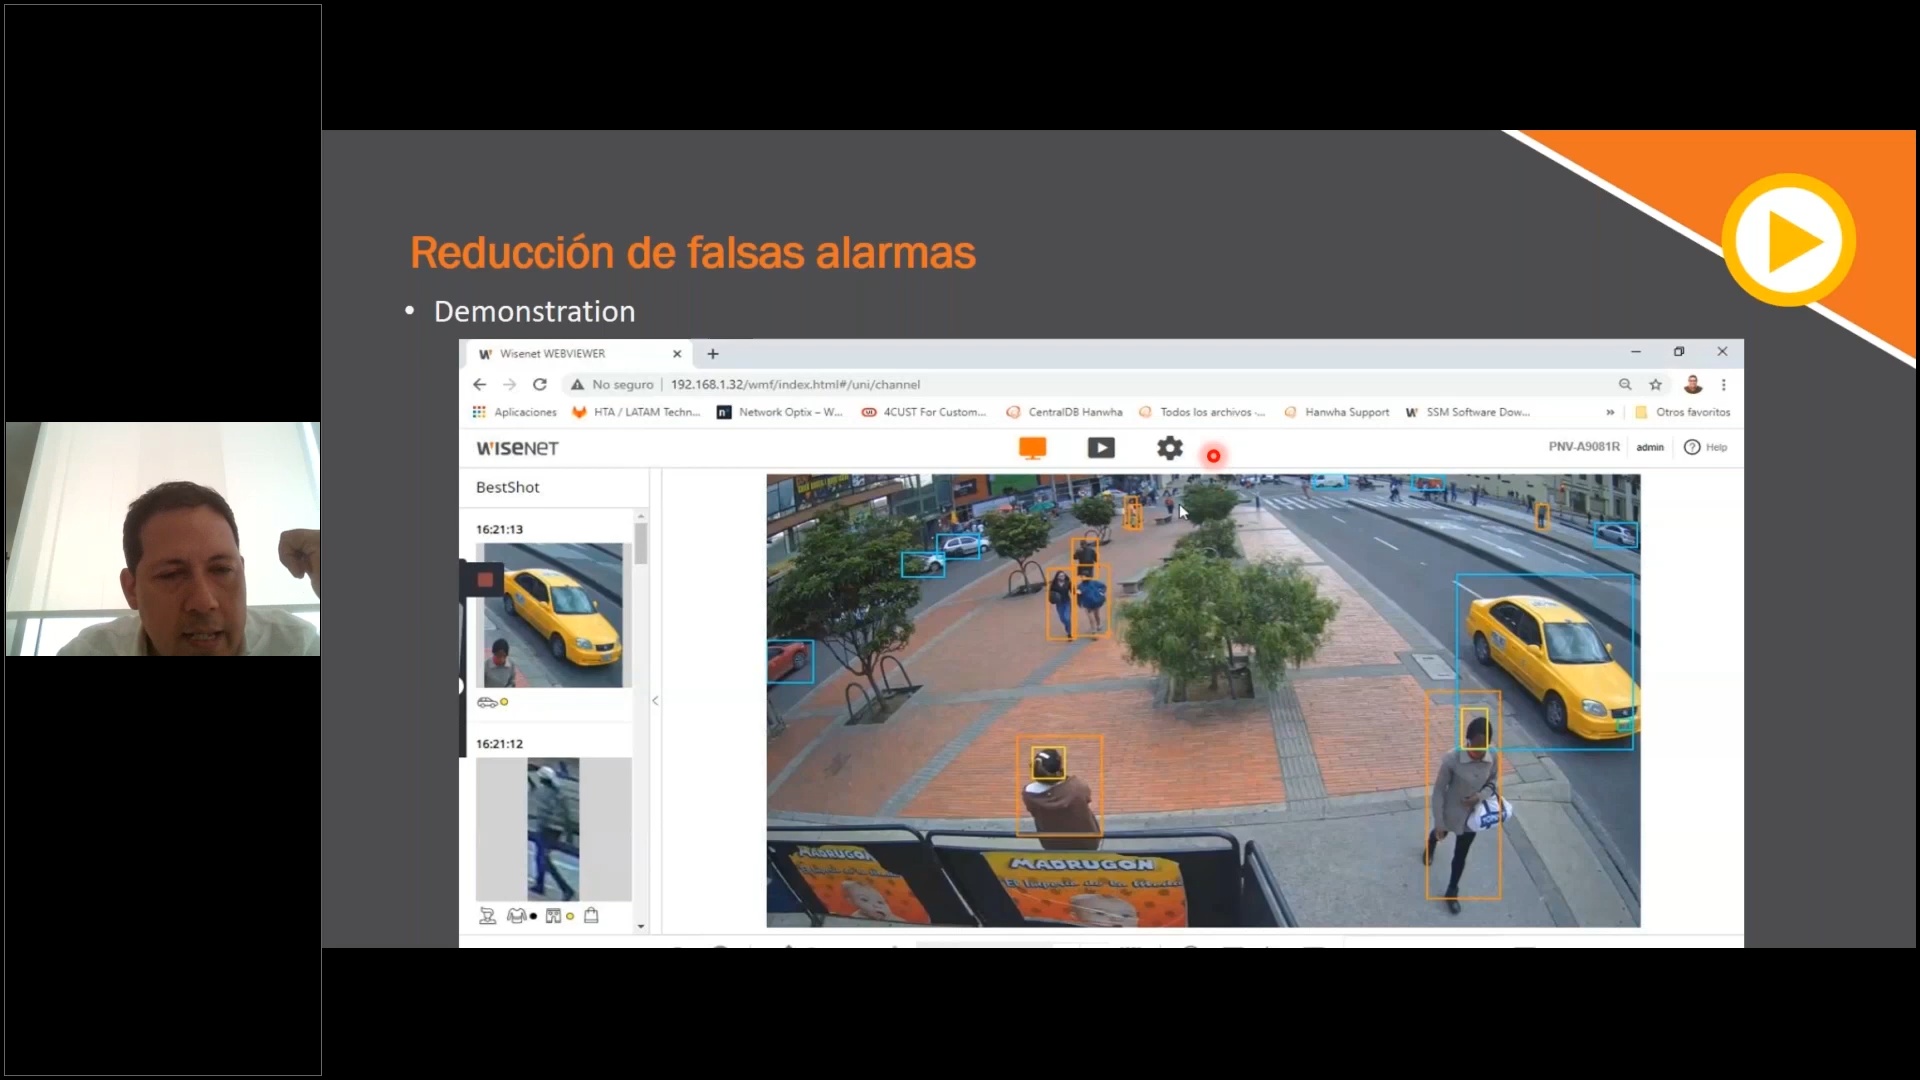 Reducción de falsas alarmas
• Demonstration
Wisenet WEBVIEWER
No seguro | 192.168.1.32/wmf/index.html#/uni/channel
Aplicaciones HTA / LATAM Techn... Network Optix – W... 4CUST For Custom... CentralDB Hanwha Todos los archivos -... Hanwha Support SSM Software Dow... » Otros favoritos
WISENET PNV-A9081R admin ? Help
BestShot
16:21:13
16:21:12
MADRUGON
MADRUGON